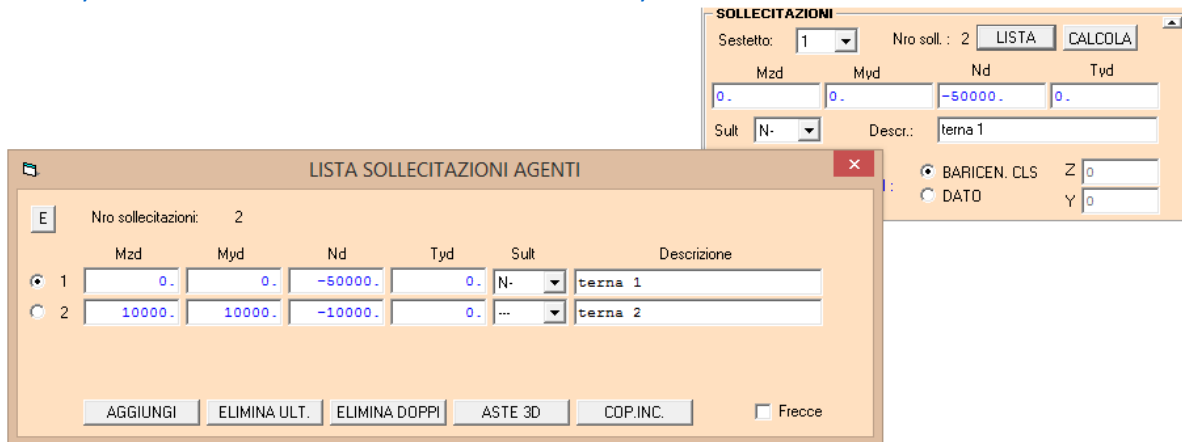 SOLLECITAZIONI
Sestetto: 1 Nro soll. : 2 LISTA CALCOLA
Mzd Myd Nd Tyd
0. 0. -50000. 0.
Sult N- Descr.: terna 1
BARICEN. CLS Z 0
DATO Y 0
LISTA SOLLECITAZIONI AGENTI
E Nro sollecitazioni: 2
Mzd Myd Nd Tyd Sult Descrizione
1 0. 0. -50000. 0. N- terna 1
2 10000. 10000. -10000. 0. --- terna 2
AGGIUNGI ELIMINA ULT. ELIMINA DOPPI ASTE 3D COP.INC. Frecce